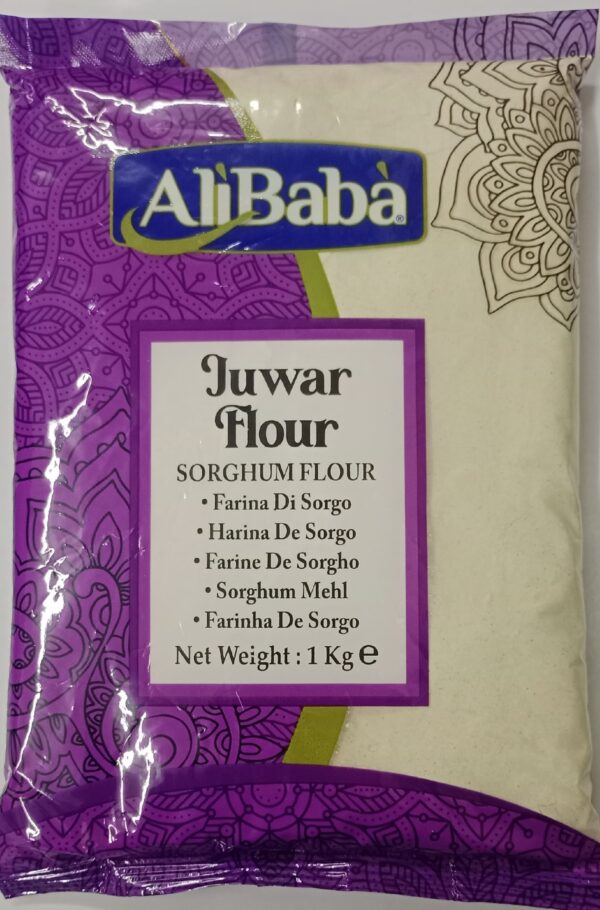 AlìBabà®
Juwar
Flour
SORGHUM FLOUR
• Farina Di Sorgo
• Harina De Sorgo
• Farine De Sorgho
• Sorghum Mehl
• Farinha De Sorgo
Net Weight : 1 Kg ℮